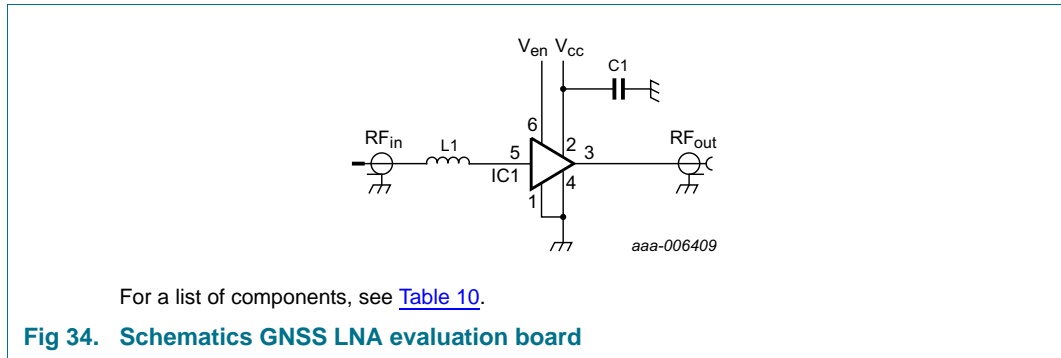 Ven Vcc
C1
6
RFin L1 5 2 3 RFout
IC1 4
1
aaa-006409
For a list of components, see Table 10.
Fig 34. Schematics GNSS LNA evaluation board